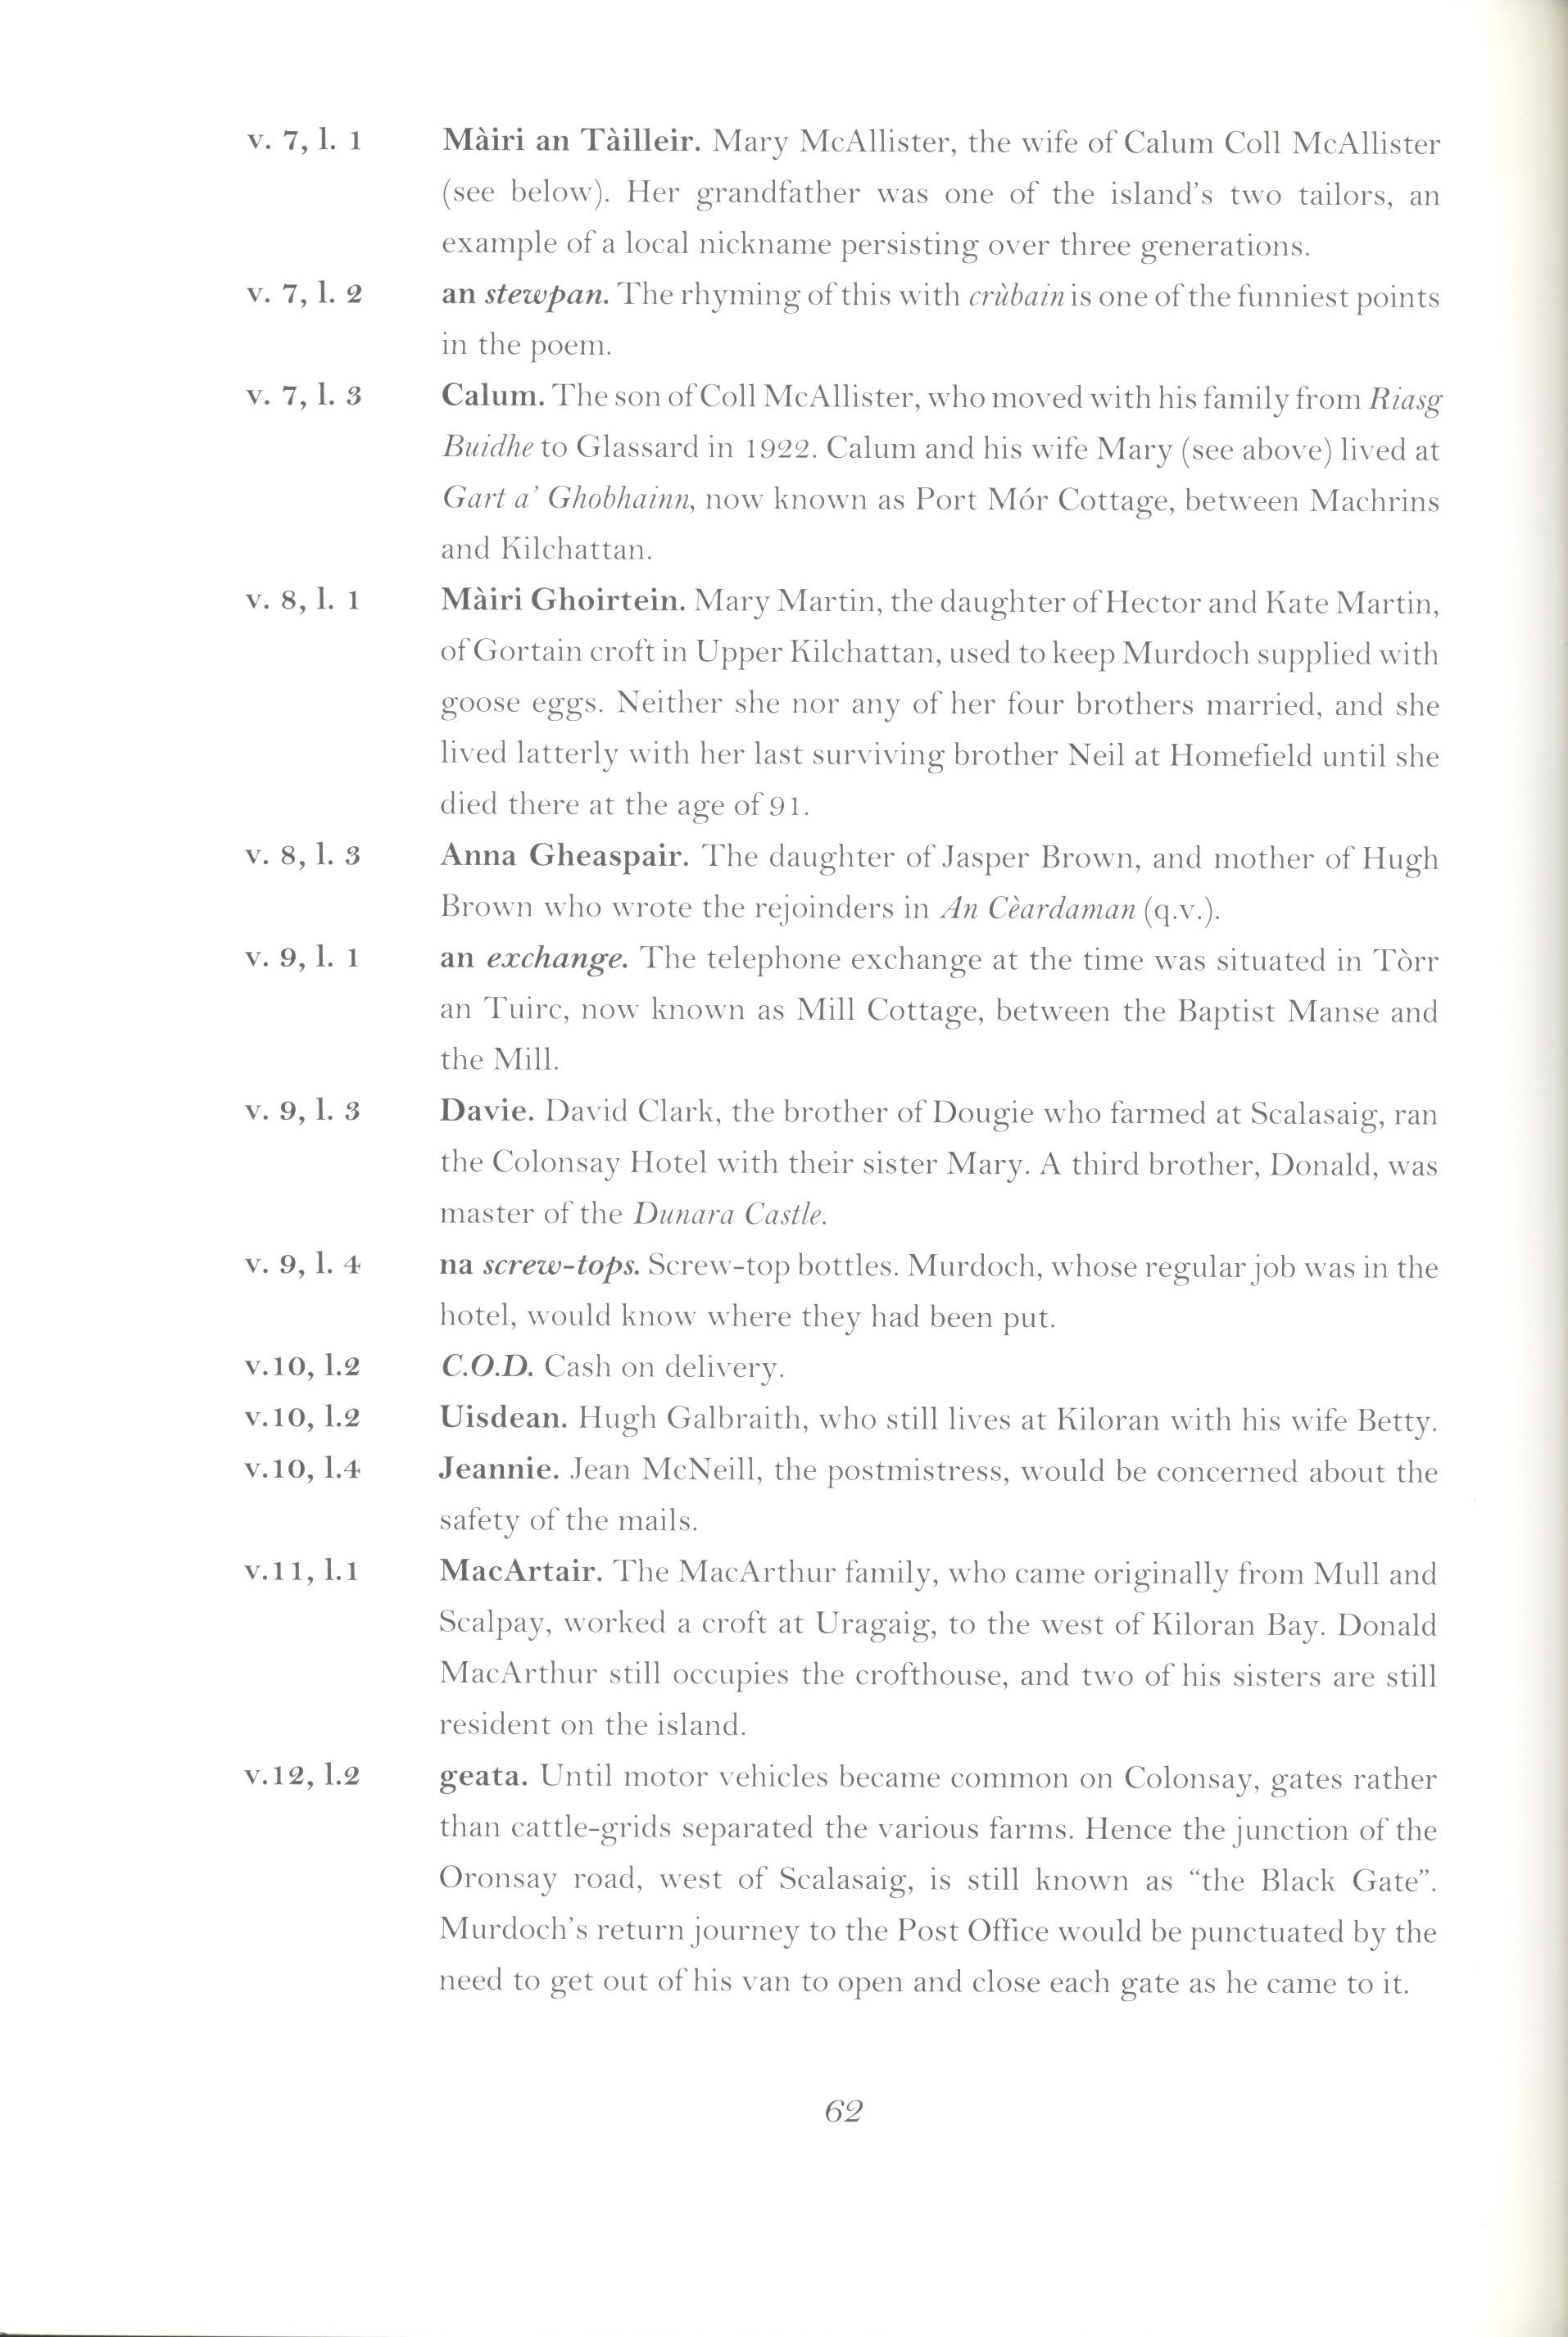 v. 7, l. 1 Màiri an Tàilleir. Mary McAllister, the wife of Calum Coll McAllister
(see below). Her grandfather was one of the island's two tailors, an
example of a local nickname persisting over three generations.
v. 7, l. 2 an stewpan. The rhyming of this with crùbain is one of the funniest points
in the poem.
v. 7, l. 3 Calum. The son of Coll McAllister, who moved with his family from Riasg
Buidhe to Glassard in 1922. Calum and his wife Mary (see above) lived at
Gart a' Ghobhainn, now known as Port Mór Cottage, between Machrins
and Kilchattan.
v. 8, l. 1 Màiri Ghoirtein. Mary Martin, the daughter of Hector and Kate Martin,
of Gortain croft in Upper Kilchattan, used to keep Murdoch supplied with
goose eggs. Neither she nor any of her four brothers married, and she
lived latterly with her last surviving brother Neil at Homefield until she
died there at the age of 91.
v. 8, l. 3 Anna Gheaspair. The daughter of Jasper Brown, and mother of Hugh
Brown who wrote the rejoinders in An Cèardaman (q.v.).
v. 9, l. 1 an exchange. The telephone exchange at the time was situated in Tòrr
an Tuirc, now known as Mill Cottage, between the Baptist Manse and
the Mill.
v. 9, l. 3 Davie. David Clark, the brother of Dougie who farmed at Scalasaig, ran
the Colonsay Hotel with their sister Mary. A third brother, Donald, was
master of the Dunara Castle.
v. 9, l. 4 na screw-tops. Screw-top bottles. Murdoch, whose regular job was in the
hotel, would know where they had been put.
v.10, l.2 C.O.D. Cash on delivery.
v.10, l.2 Uisdean. Hugh Galbraith, who still lives at Kiloran with his wife Betty.
v.10, l.4 Jeannie. Jean McNeill, the postmistress, would be concerned about the
safety of the mails.
v.11, l.1 MacArtair. The MacArthur family, who came originally from Mull and
Scalpay, worked a croft at Uragaig, to the west of Kiloran Bay. Donald
MacArthur still occupies the crofthouse, and two of his sisters are still
resident on the island.
v.12, l.2 geata. Until motor vehicles became common on Colonsay, gates rather
than cattle-grids separated the various farms. Hence the junction of the
Oronsay road, west of Scalasaig, is still known as “the Black Gate”.
Murdoch's return journey to the Post Office would be punctuated by the
need to get out of his van to open and close each gate as he came to it.
62